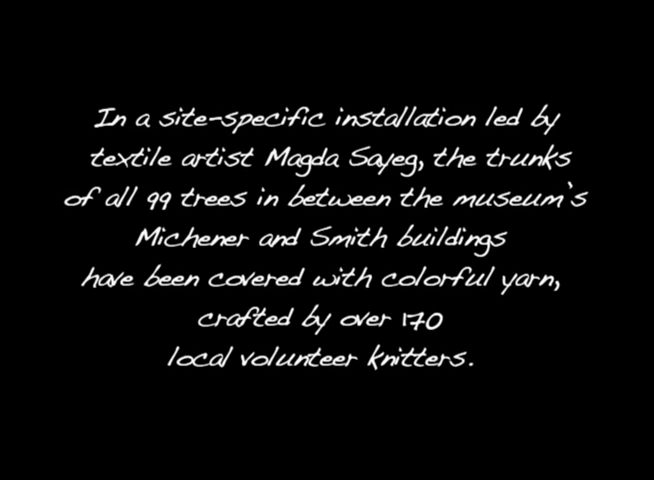 In a site-specific installation led by
textile artist Magda Sayeg, the trunks
of all 99 trees in between the museum's
Michener and Smith buildings
have been covered with colorful yarn,
crafted by over 170
local volunteer knitters.